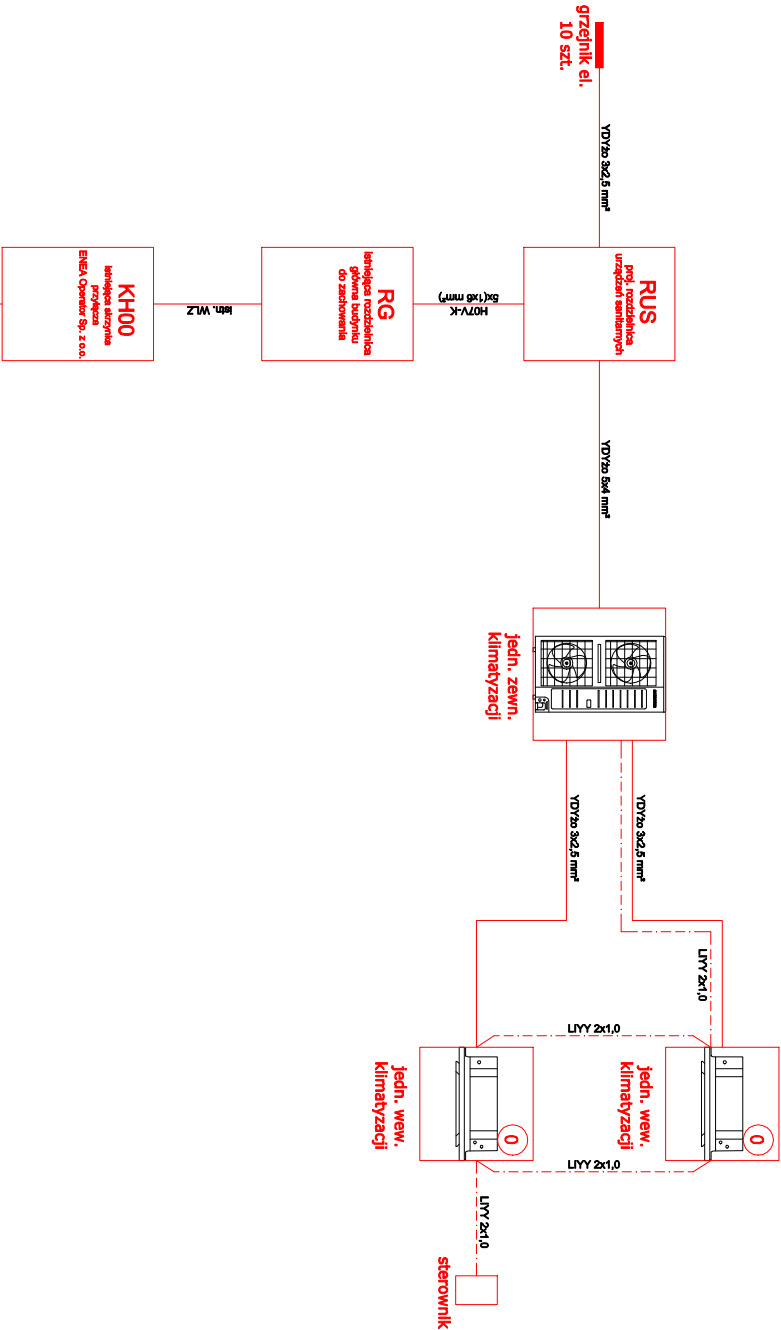 grzejnik el.
10 szt.
YDYżo 3x2,5 mm²
RUS
proj. rozdzielnica
urządzeń sanitarnych
H07V-K
5x(1x6 mm²)
RG
istniejąca rozdzielnica
główna budynku
do zachowania
istn. WLZ
KH00
istniejąca skrzynka
przyłącza
ENEA Operator Sp. z o.o.
YDYżo 5x4 mm²
jedn. zewn.
klimatyzacji
YDYżo 3x2,5 mm²
YDYżo 3x2,5 mm²
LIYY 2x1,0
LIYY 2x1,0
jedn. wew.
klimatyzacji
0
jedn. wew.
klimatyzacji
0
LIYY 2x1,0
LIYY 2x1,0
sterownik